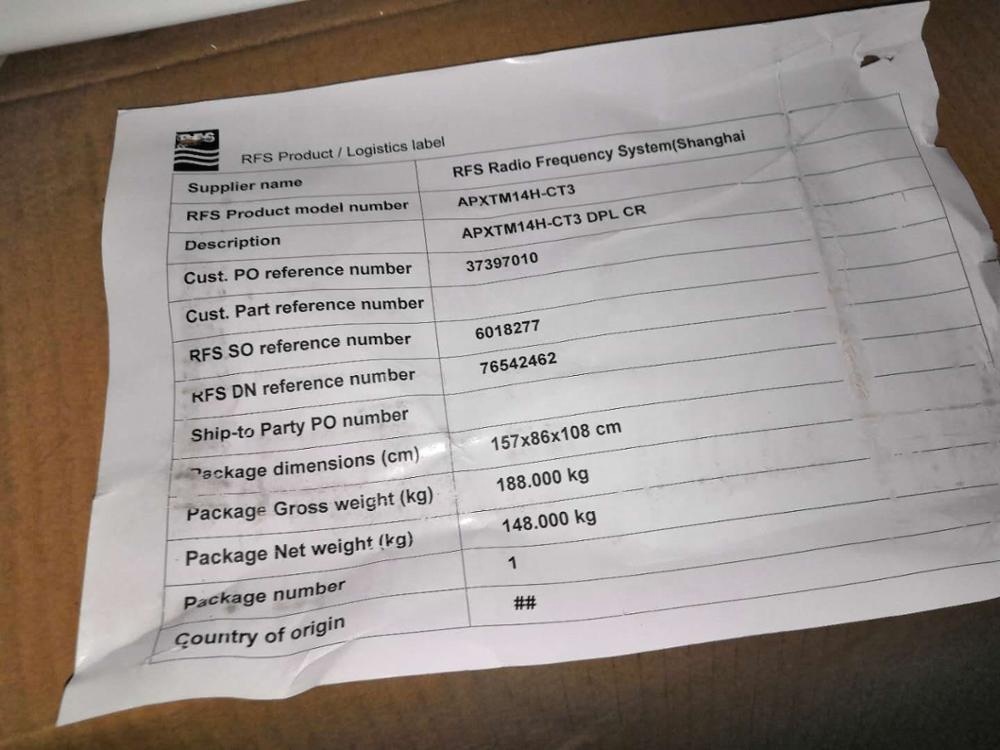 RFS
RFS Product / Logistics label
Supplier name RFS Radio Frequency System(Shanghai
RFS Product model number APXTM14H-CT3
Description APXTM14H-CT3 DPL CR
Cust. PO reference number 37397010
Cust. Part reference number
RFS SO reference number 6018277
RFS DN reference number 76542462
Ship-to Party PO number
Package dimensions (cm) 157x86x108 cm
Package Gross weight (kg) 188.000 kg
Package Net weight (kg) 148.000 kg
Package number 1
Country of origin ##